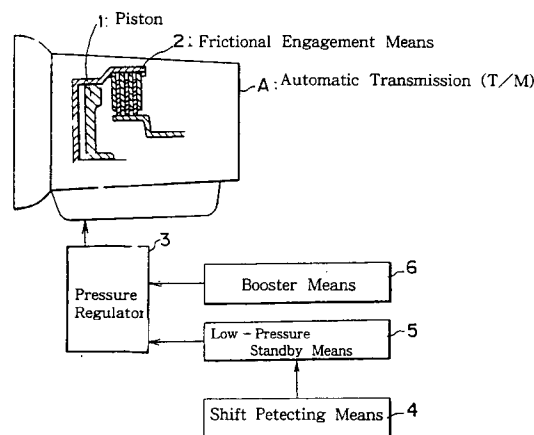 1: Piston
2: Frictional Engagement Means
A: Automatic Transmission (T/M)
3
Pressure
Regulator
6
Booster Means
5
Low-Pressure
Standby Means
4
Shift Petecting Means